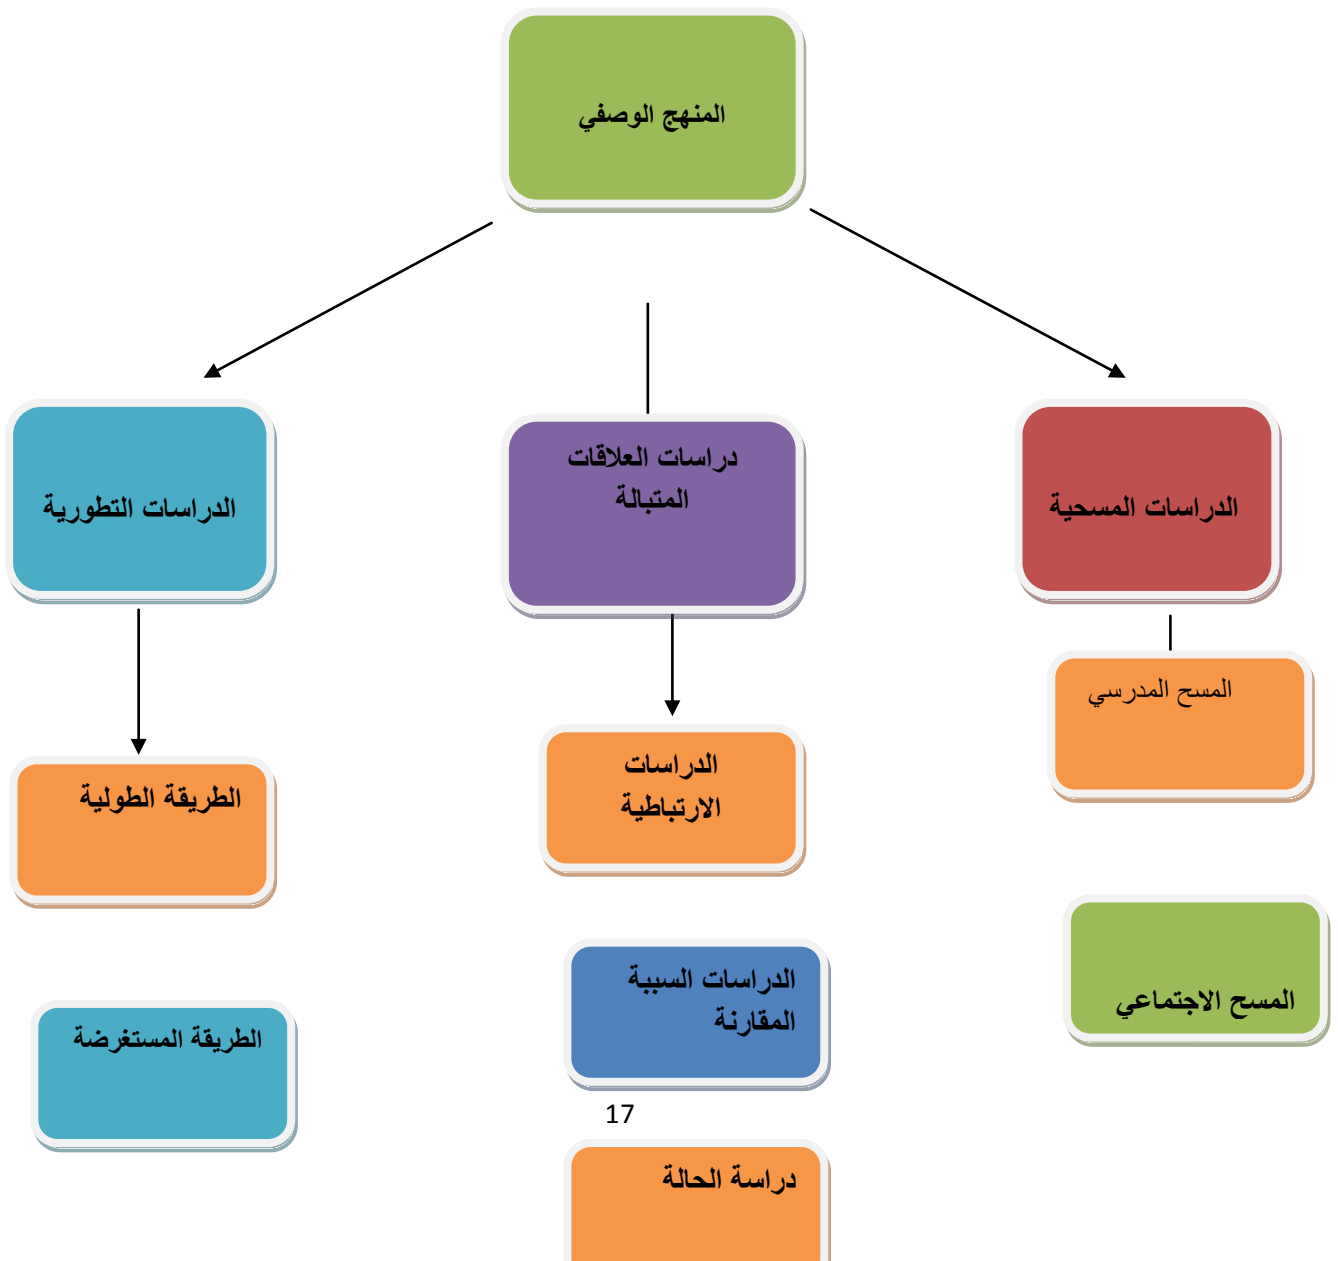 المنهج الوصفي
الدراسات المسحية
دراسات العلاقات
المتبالة
الدراسات التطورية
المسح المدرسي
الدراسات
الارتباطية
الطريقة الطولية
المسح الاجتماعي
الدراسات السببة
المقارنة
الطريقة المستغرضة
17
دراسة الحالة